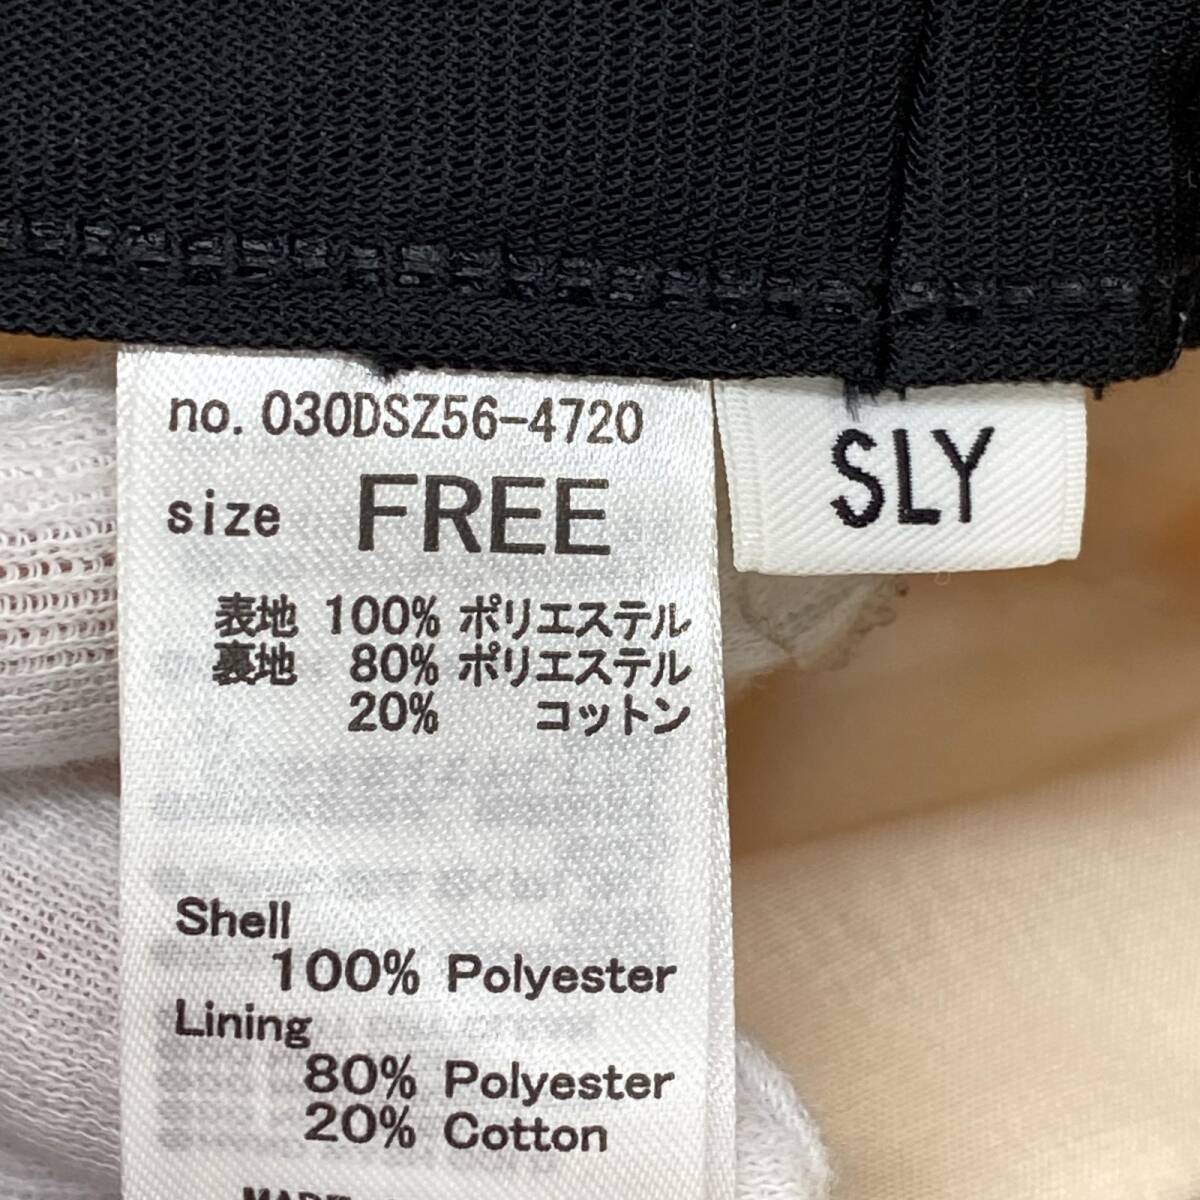 no. 030DSZ56-4720
SLY
size FREE
表地 100% ポリエステル
裏地 80% ポリエステル
20% コットン
Shell
100% Polyester
Lining
80% Polyester
20% Cotton
MADE